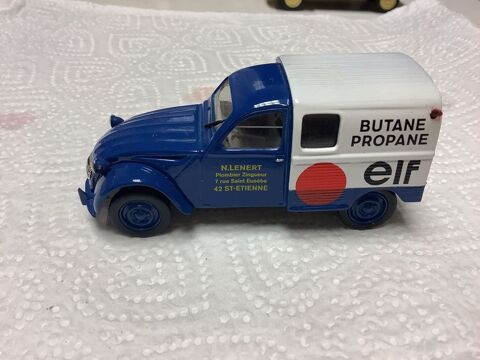 N.LENERT
Plombier Zingueur
7 rue Saint Eusèbe
42 ST-ETIENNE
BUTANE
PROPANE
elf